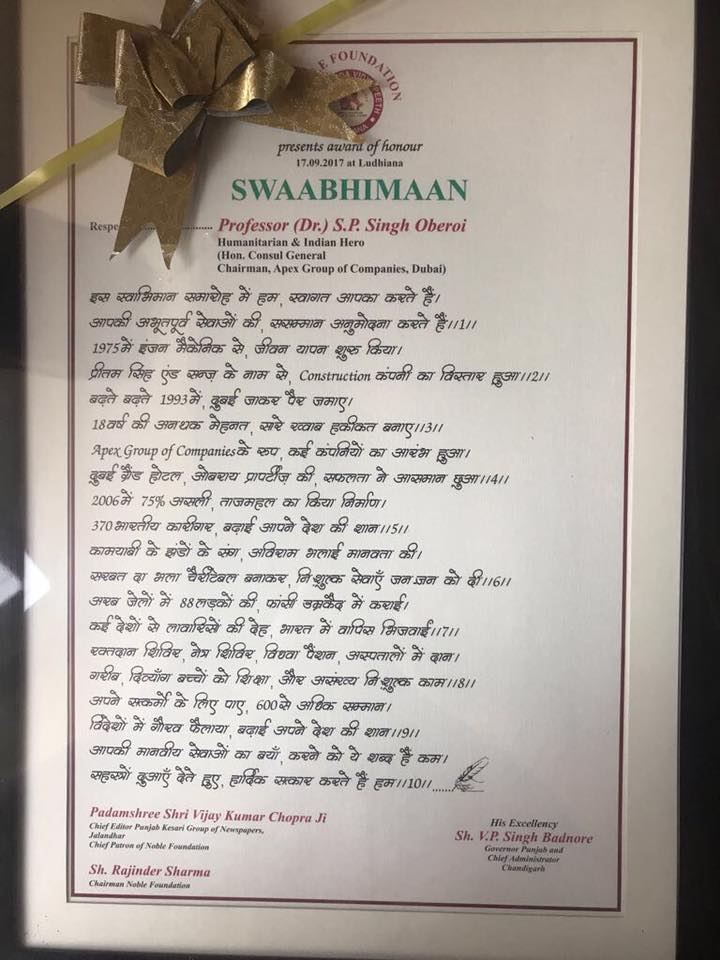 E FOUNDATION
presents award of honour
17.09.2017 at Ludhiana
SWAABHIMAAN
Respe.................. Professor (Dr.) S.P. Singh Oberoi
Humanitarian & Indian Hero
(Hon. Consul General
Chairman, Apex Group of Companies, Dubai)
इस स्वाभिमान समारोह में हम, स्वागत आपका करते हैं।
आपकी अभूतपूर्व सेवाओं की, ससम्मान अनुमोदना करते हैं।।1।।
1975 में इंजन मैकेनिक से, जीवन यापन शुरू किया।
प्रीतम सिंह एंड सन्ज़ के नाम से, Construction कंपनी का विस्तार हुआ।।2।।
बढ़ते बढ़ते 1993 में, दुबई जाकर पैर जमाए।
18 वर्ष की अनथक मेहनत, सारे ख्वाब हकीकत बनाए।।3।।
Apex Group of Companies के रुप, कई कंपनियों का आरंभ हुआ।
दुबई ग्रैंड होटल, ओबराय प्रापर्टीज़ की, सफलता ने आसमान छुआ।।4।।
2006 में 75% असली, ताजमहल का किया निर्माण।
370 भारतीय कारीगर, बढ़ाई आपने देश की शान।।5।।
कामयाबी के झंडों के संग, अविराम भलाई मानवता की।
सरबत दा भला चैरीटेबल बनाकर, निःशुल्क सेवाएँ जन जन को दी।।6।।
अरब जेलों में 88 लड़कों की, फांसी उम्रकैद में कराई।
कई देशों से लावारिसों की देह, भारत में वापिस भिजवाई।।7।।
रक्तदान शिविर, नेत्र शिविर, विधवा पैंशन, अस्पतालों में दान।
गरीब, दिव्याँग बच्चों को शिक्षा, और असंख्य निःशुल्क काम।।8।।
अपने सत्कर्मो के लिए पाए, 600 से अधिक सम्मान।
विदेशों में गौरव फैलाया, बढ़ाई अपने देश की शान।।9।।
आपकी मानवीय सेवाओं का बयाँ, करने को ये शब्द हैं कम।
सहस्त्रों दुआएँ देते हुए, हार्दिक सत्कार करते हैं हम।।10।।......
Padamshree Shri Vijay Kumar Chopra Ji
Chief Editor Punjab Kesari Group of Newspapers,
Jalandhar
Chief Patron of Noble Foundation
Sh. Rajinder Sharma
Chairman Noble Foundation
His Excellency
Sh. V.P. Singh Badnore
Governor Punjab and
Chief Administrator
Chandigarh